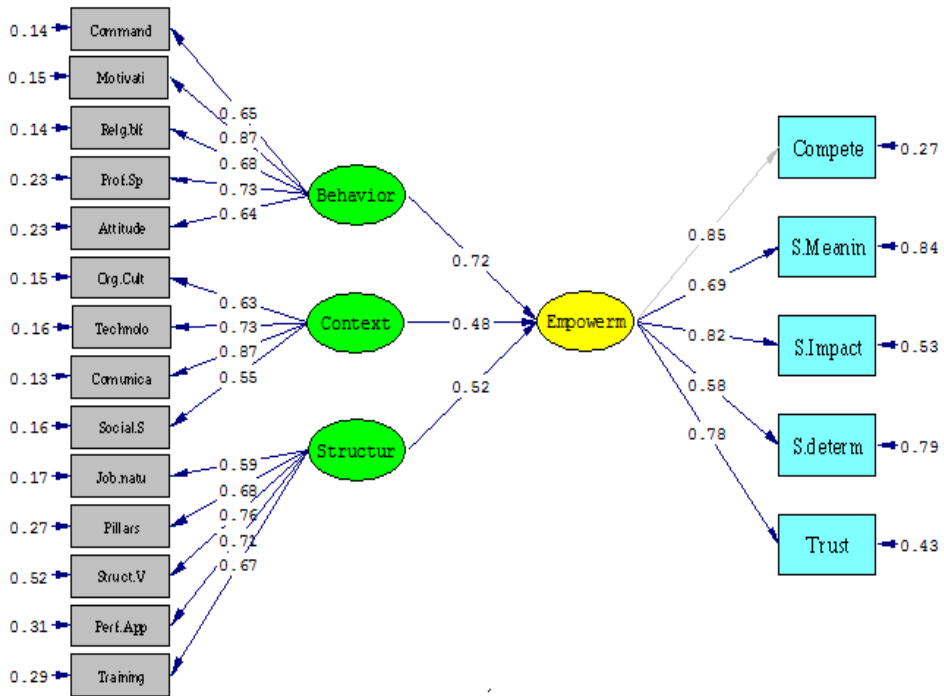 0.14 Command
0.15 Motivati
0.14 Relg.blf
0.23 Prof.Sp
0.23 Attitude
0.15 Org.Cult
0.16 Technolo
0.13 Comunica
0.16 Social.S
0.17 Job.natu
0.27 Pillars
0.52 Struct.V
0.31 Perf.App
0.29 Training
0.65
0.87
0.68
0.73
0.64
0.63
0.73
0.87
0.55
0.59
0.68
0.76
0.71
0.67
Behavior
Context
Structur
0.72
0.48
0.52
Empowerm
0.85
0.69
0.82
0.58
0.78
Compete 0.27
S.Meanin 0.84
S.Impact 0.53
S.determ 0.79
Trust 0.43